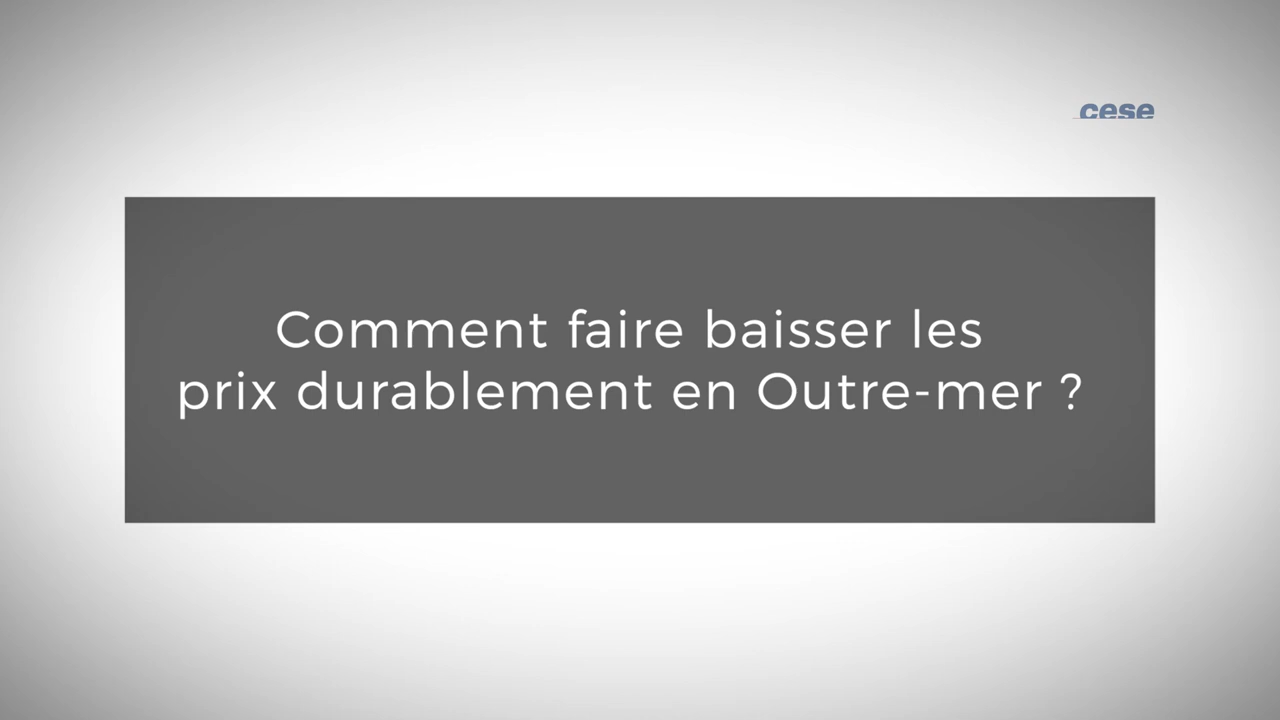 cese
Comment faire baisser les
prix durablement en Outre-mer ?